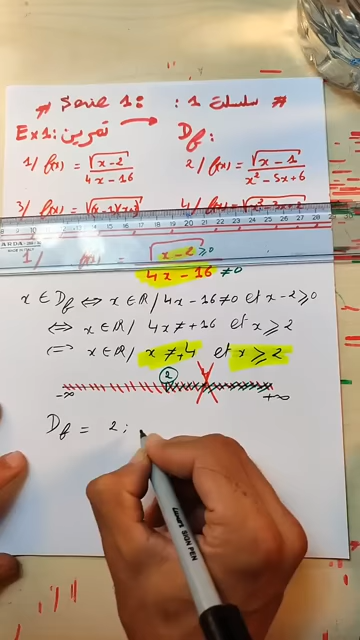 # Serie 1: : سلسلة 1 #
Ex1: تمرين → Df:
1/ f(x) = √(x-2) / 4x-16
2/ f(x) = √(x-1) / x²-5x+6
3/ f(x) =
4/ f(x) =
1/ √(x-2) ≥0 / 4x-16 ≠0
x ∈ Df ⇔ x ∈ ℝ / 4x-16≠0 et x-2≥0
⇔ x ∈ ℝ / 4x≠+16 et x≥2
⇔ x ∈ ℝ / x≠+4 et x≥2
2
-∞ +∞
Df = 2;
SIGN PEN